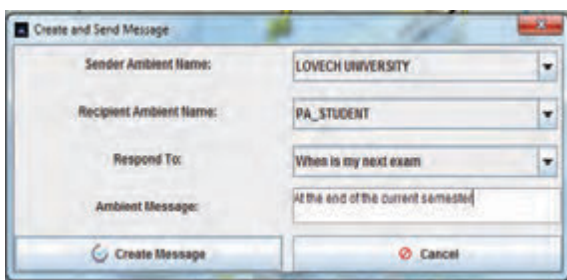 Create and Send Message
Sender Ambient Name: LOVECH UNIVERSITY
Recipient Ambient Name: PA_STUDENT
Respond To: When is my next exam
Ambient Message: At the end of the current semester
Create Message Cancel